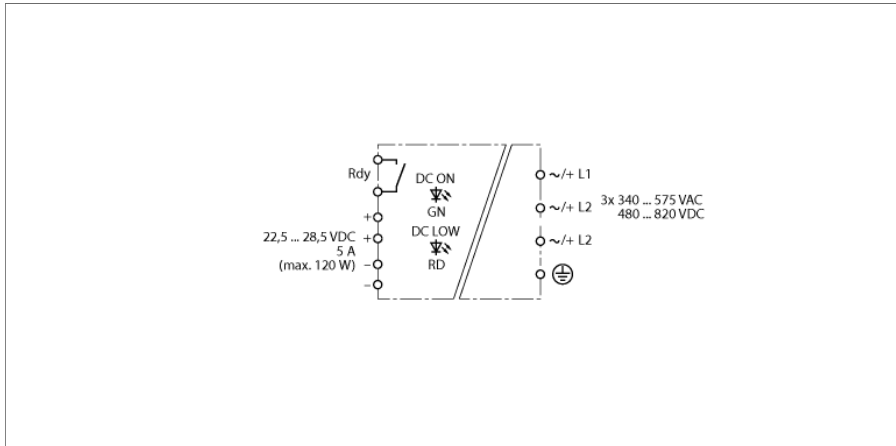 Rdy
DC ON
GN
DC LOW
RD
+
22,5 ... 28,5 VDC +
5 A
(max. 120 W) –
–
~/+ L1
~/+ L2
~/+ L2
3x 340 ... 575 VAC
480 ... 820 VDC